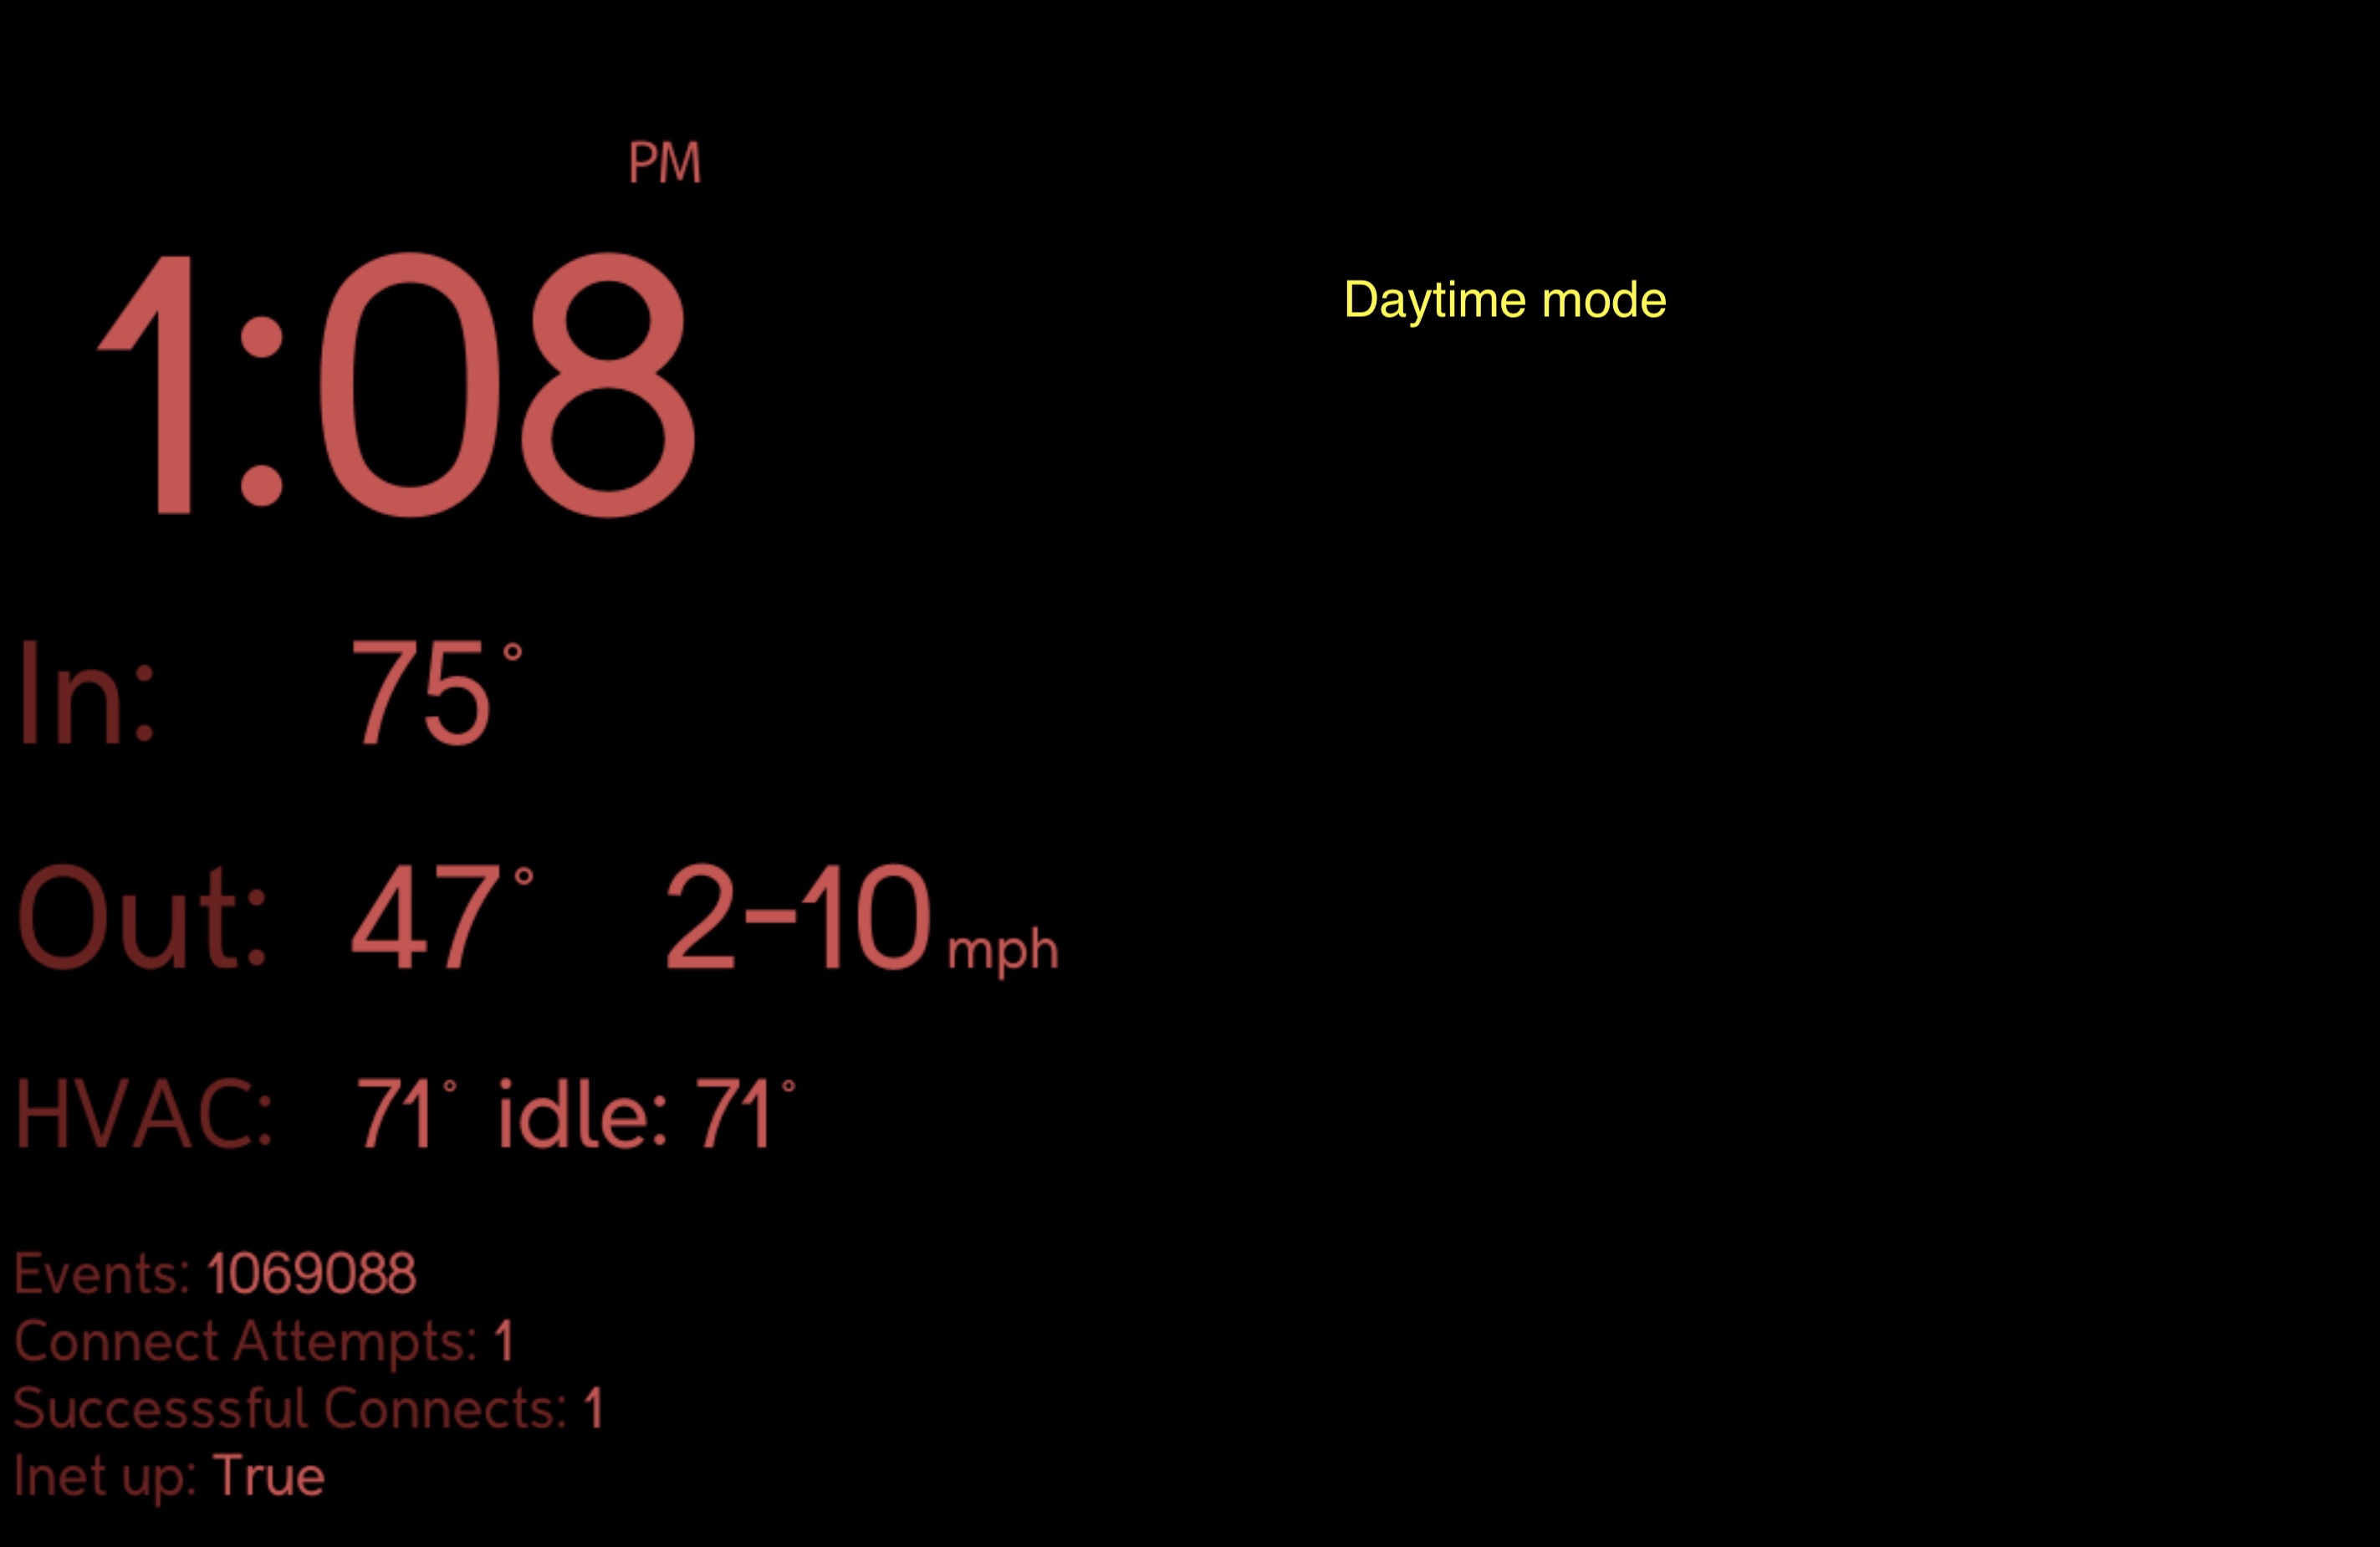 PM
1:08
Daytime mode
In: 75°
Out: 47° 2-10 mph
HVAC: 71° idle: 71°
Events: 1069088
Connect Attempts: 1
Successsful Connects: 1
Inet up: True